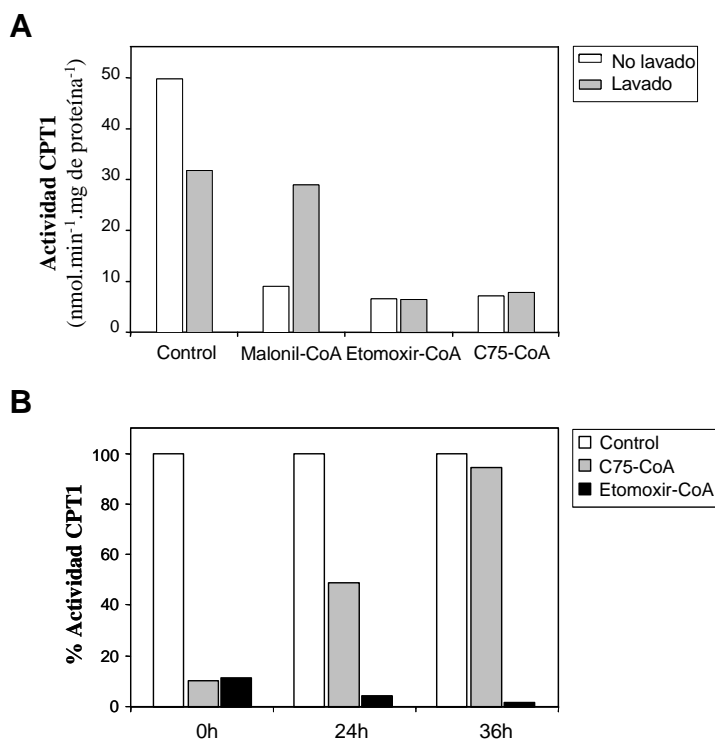 A
Actividad CPT1
(nmol.min⁻¹.mg de proteína⁻¹)
50
40
30
20
10
0
Control Malonil-CoA Etomoxir-CoA C75-CoA
No lavado
Lavado
B
% Actividad CPT1
100
80
60
40
20
0
0h 24h 36h
Control
C75-CoA
Etomoxir-CoA